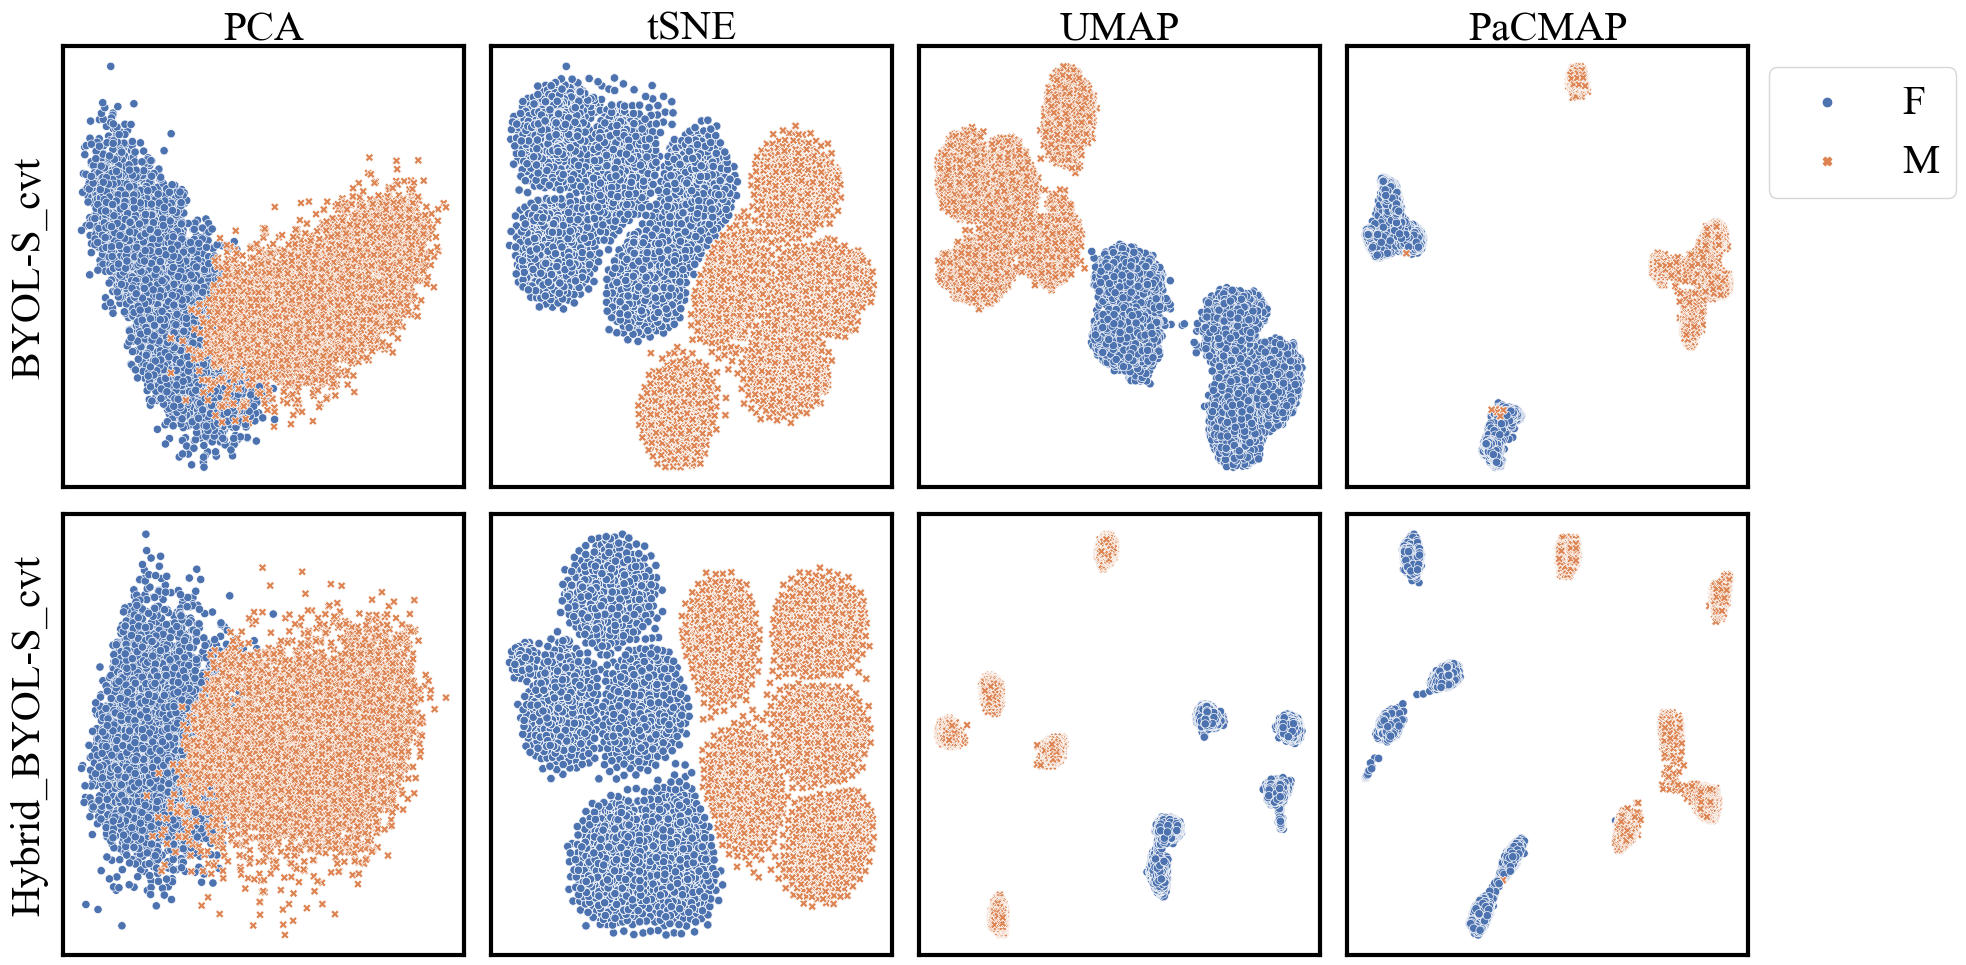 PCA
tSNE
UMAP
PaCMAP
F
M
BYOL-S_cvt
Hybrid_BYOL-S_cvt